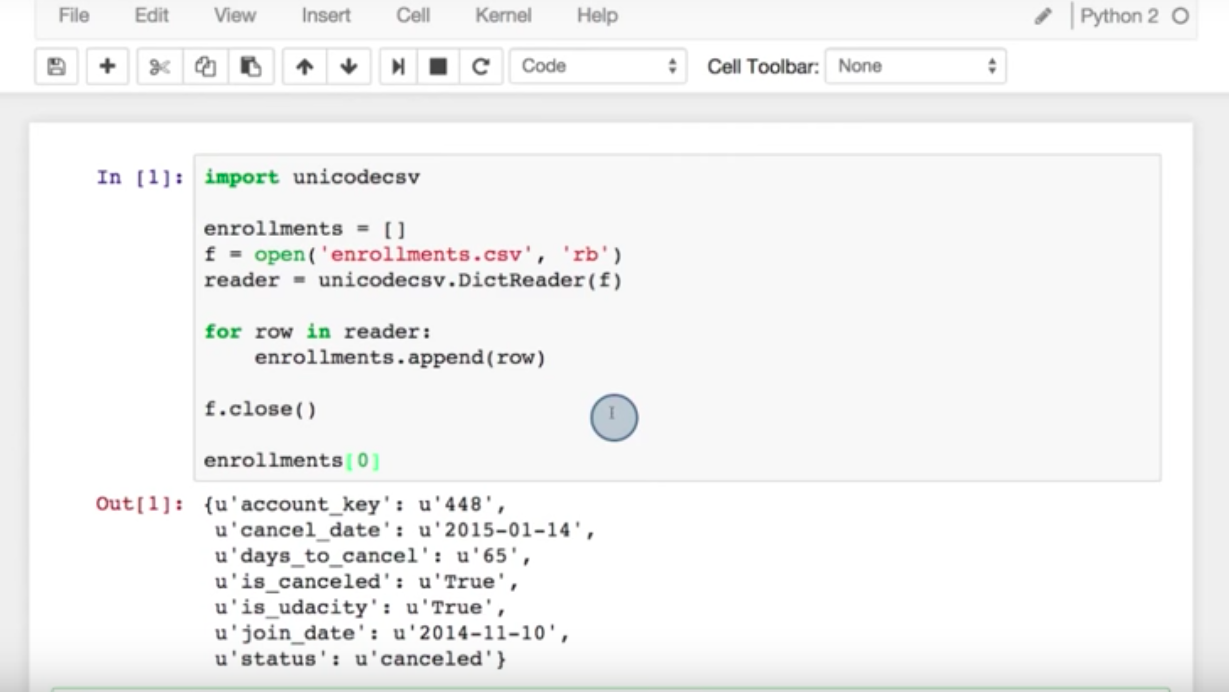 File Edit View Insert Cell Kernel Help Python 2
Code Cell Toolbar: None
In [1]: import unicodecsv
enrollments = []
f = open('enrollments.csv', 'rb')
reader = unicodecsv.DictReader(f)
for row in reader:
    enrollments.append(row)
f.close()
enrollments[0]
Out[1]: {u'account_key': u'448',
u'cancel_date': u'2015-01-14',
u'days_to_cancel': u'65',
u'is_canceled': u'True',
u'is_udacity': u'True',
u'join_date': u'2014-11-10',
u'status': u'canceled'}